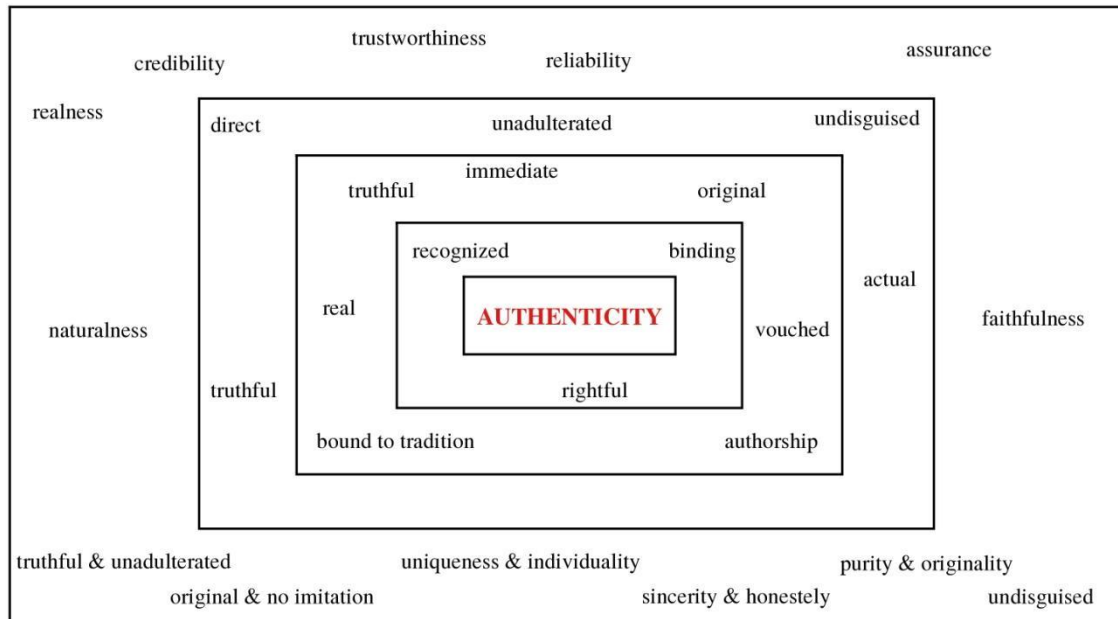 trustworthiness
credibility
reliability
assurance
realness
direct
unadulterated
undisguised
immediate
truthful
original
recognized
binding
actual
real
AUTHENTICITY
faithfulness
naturalness
vouched
truthful
rightful
bound to tradition
authorship
truthful & unadulterated
uniqueness & individuality
purity & originality
original & no imitation
sincerity & honestely
undisguised